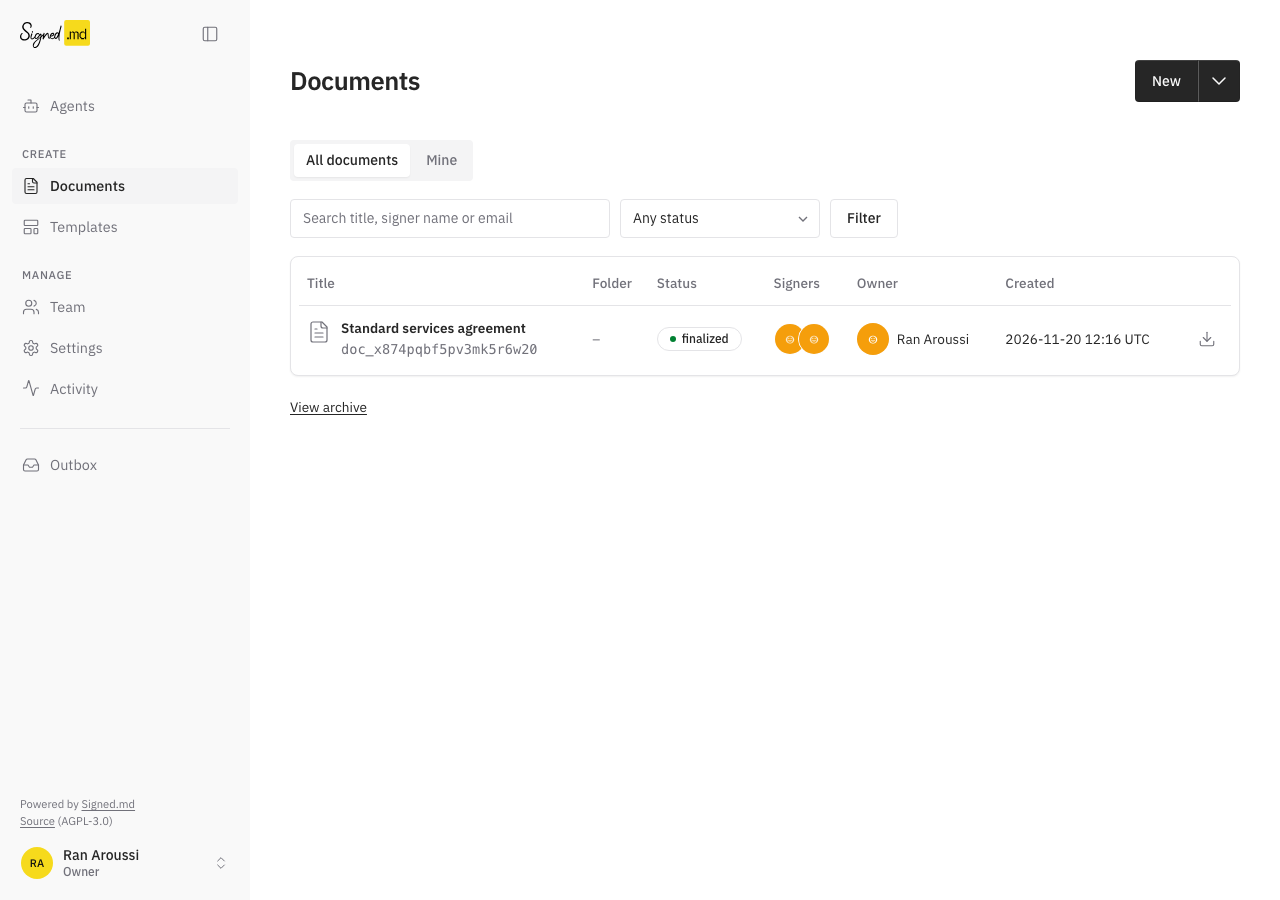 Signed .md
Agents
CREATE
Documents
Templates
MANAGE
Team
Settings
Activity
Outbox
Powered by Signed.md
Source (AGPL-3.0)
RA
Ran Aroussi
Owner
Documents
New
All documents
Mine
Search title, signer name or email
Any status
Filter
Title Folder Status Signers Owner Created
Standard services agreement
doc_x874pqbf5pv3mk5r6w20
– finalized Ran Aroussi 2026-11-20 12:16 UTC
View archive